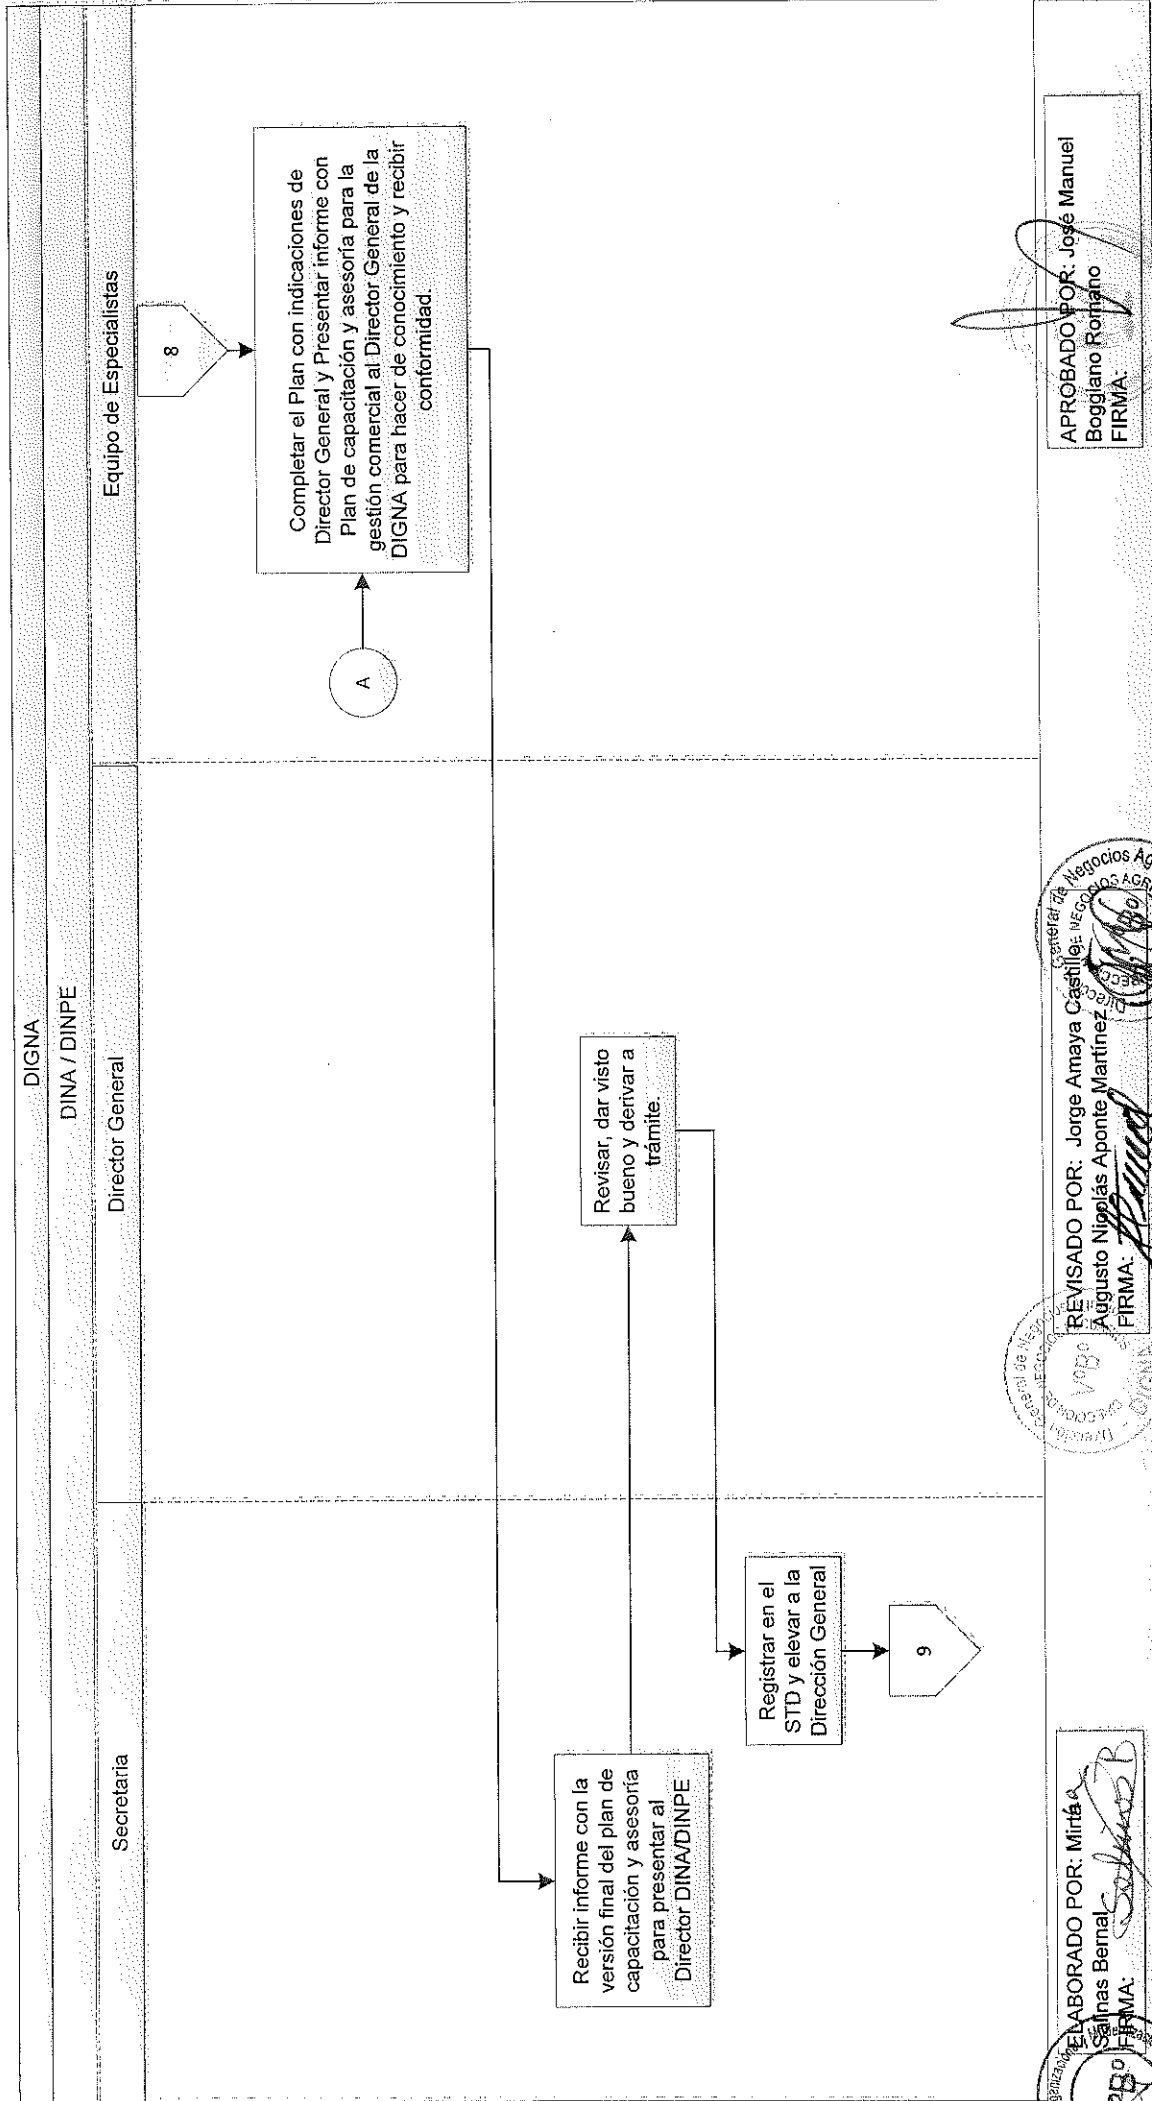 DIGNA
DINA / DINPE
Secretaria
Director General
Equipo de Especialistas
8
Completar el Plan con indicaciones de
Director General y Presentar informe con
Plan de capacitación y asesoría para la
gestión comercial al Director General de la
DIGNA para hacer de conocimiento y recibir
conformidad.
A
Recibir informe con la
versión final del plan de
capacitación y asesoría
para presentar al
Director DINA/DINPE
Revisar, dar visto
bueno y derivar a
trámite.
Registrar en el
STD y elevar a la
Dirección General
9
ELABORADO POR: Mirtha
Salinas Bernal
FIRMA:
REVISADO POR: Jorge Amaya Castillo
Augusto Nicolás Aponte Martínez
FIRMA:
APROBADO POR: José Manuel
Boggiano Romano
FIRMA:
General de Negocios
VºBº